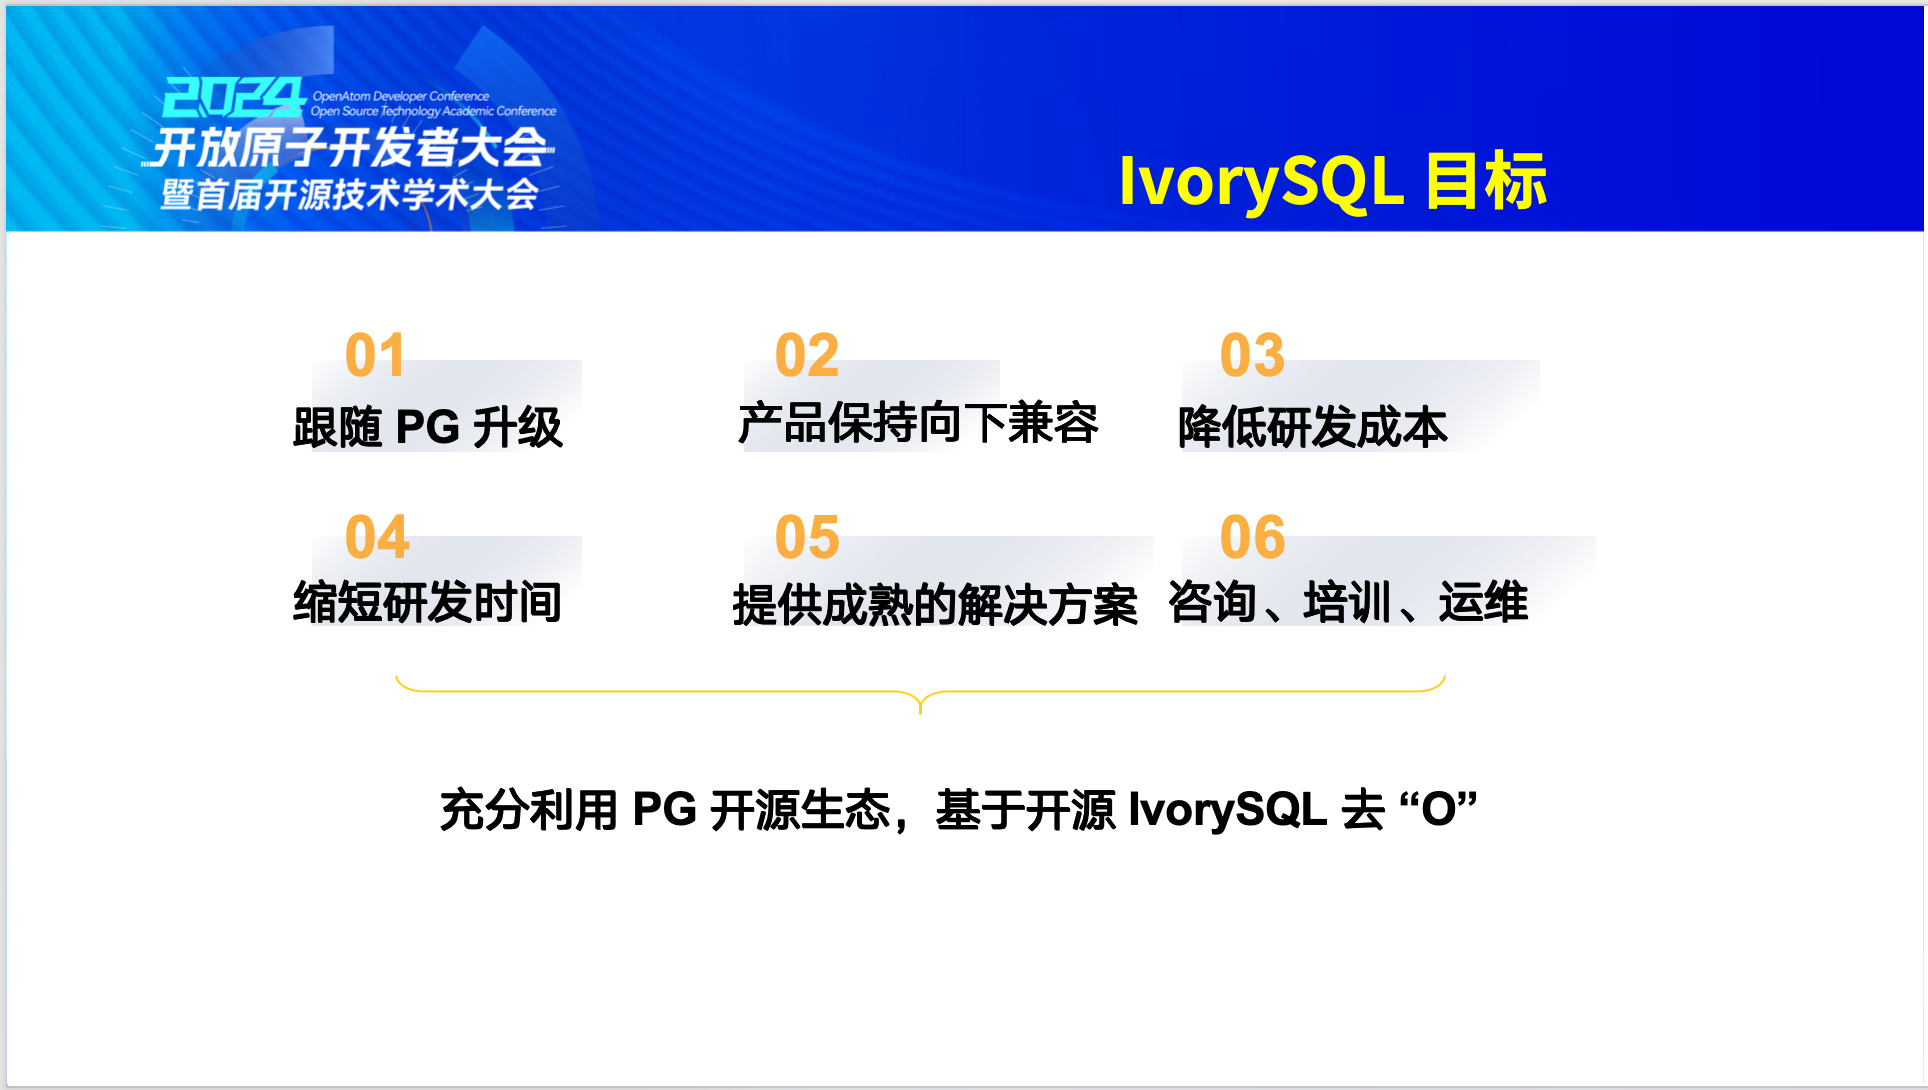 2024
OpenAtom Developer Conference
Open Source Technology Academic Conference
开放原子开发者大会
暨首届开源技术学术大会
IvorySQL 目标
01
跟随 PG 升级
02
产品保持向下兼容
03
降低研发成本
04
缩短研发时间
05
提供成熟的解决方案
06
咨询、培训、运维
充分利用 PG 开源生态，基于开源 IvorySQL 去 “O”